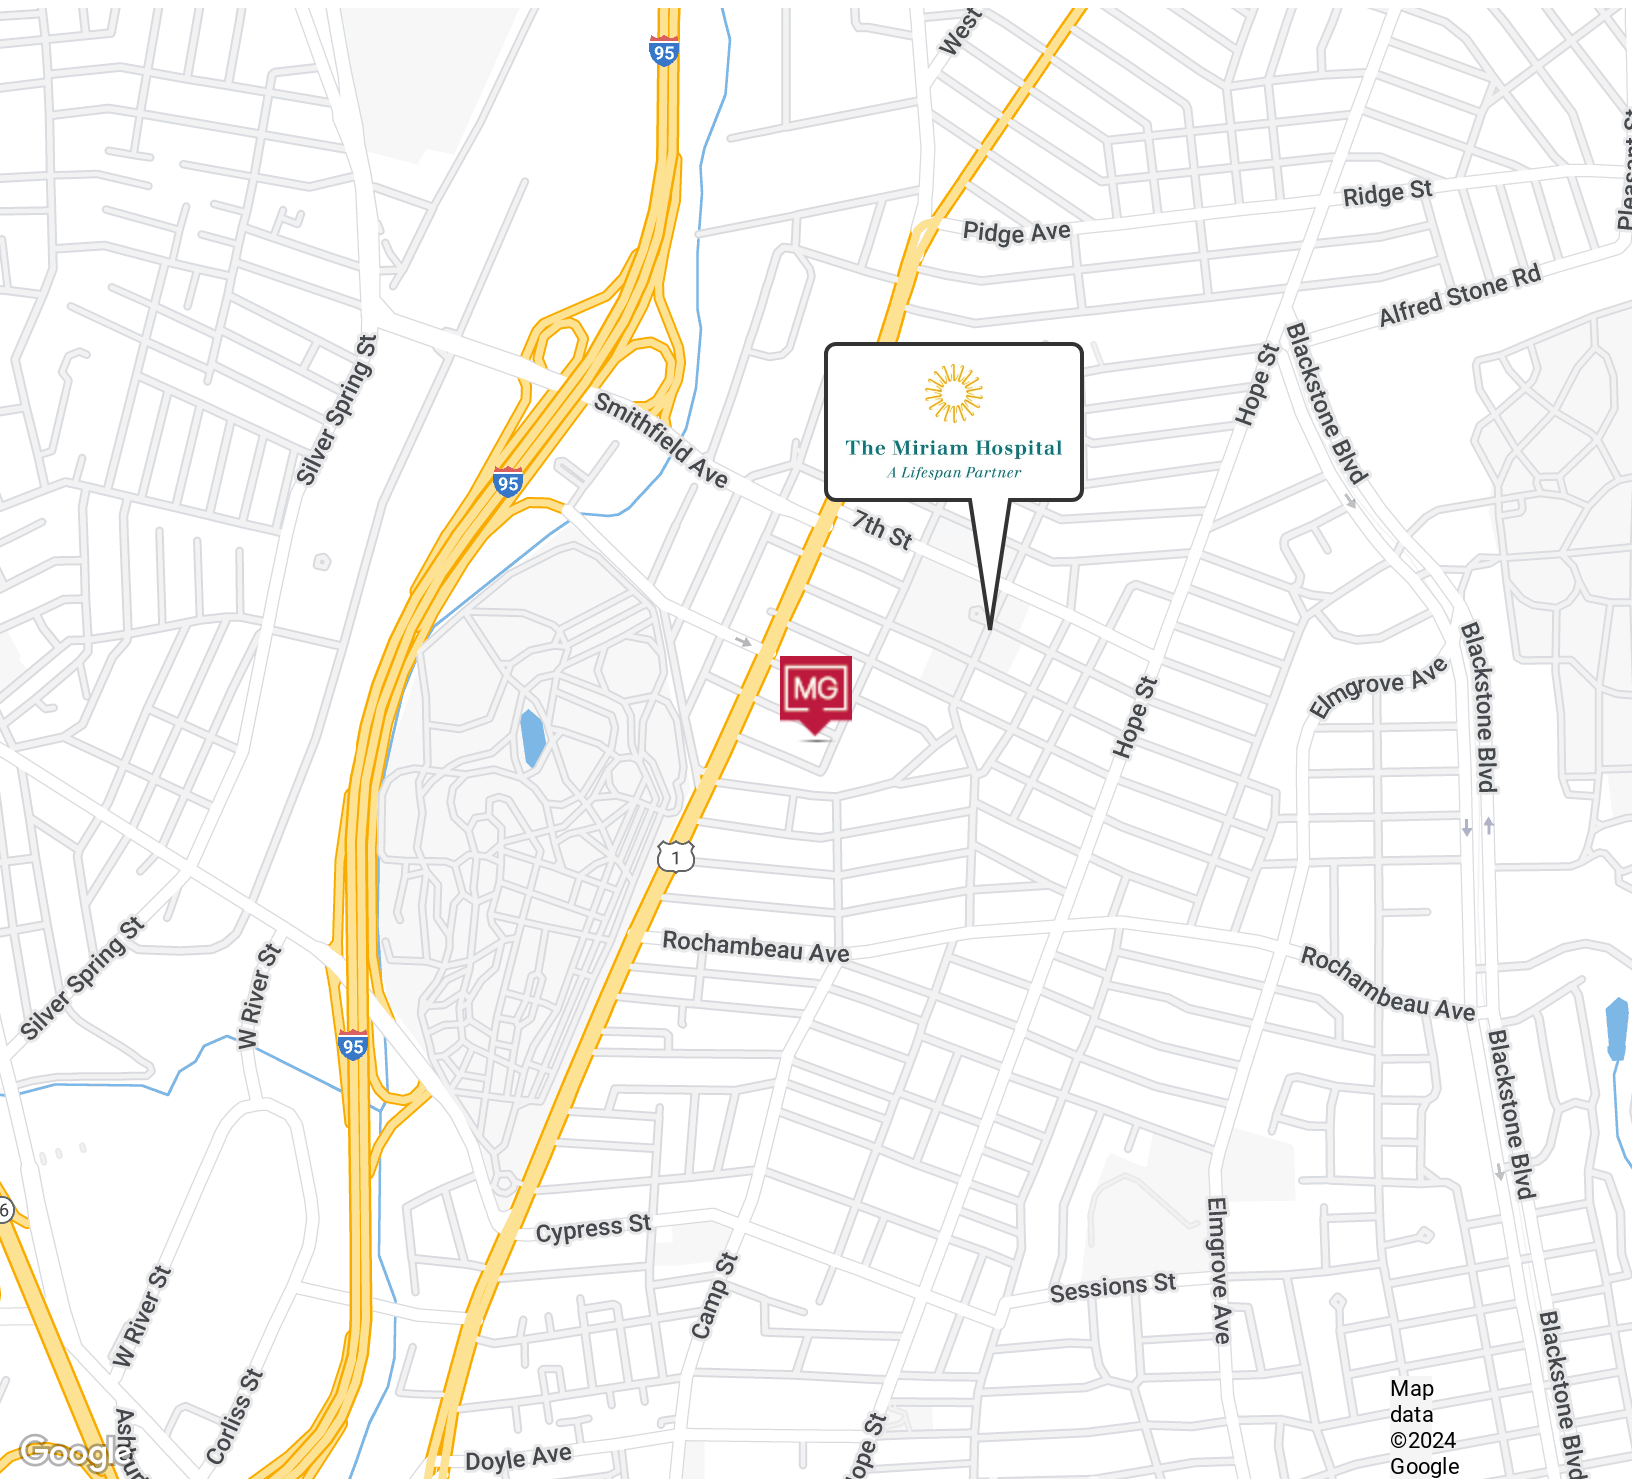 95
West
Ridge St
Pidge Ave
Alfred Stone Rd
Silver Spring St
Hope St
Blackstone Blvd
Smithfield Ave
The Miriam Hospital
A Lifespan Partner
95
7th St
MG
Hope St
Elmgrove Ave
Blackstone Blvd
1
Rochambeau Ave
Rochambeau Ave
Silver Spring St
W River St
95
Blackstone Blvd
6
Cypress St
Camp St
Sessions St
Elmgrove Ave
W River St
Corliss St
Blackstone Blvd
Doyle Ave
Map
data
©2024
Google
Google